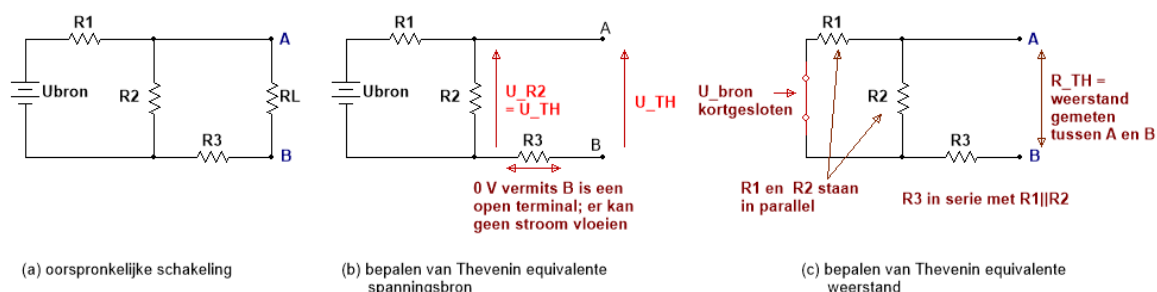 R1
A
Ubron
R2
RL
R3
B
(a) oorspronkelijke schakeling
R1
A
Ubron
R2
U_R2
= U_TH
U_TH
R3
B
0 V vermits B is een
open terminal; er kan
geen stroom vloeien
(b) bepalen van Thevenin equivalente
spanningsbron
R1
A
U_bron
kortgesloten
R2
R_TH =
weerstand
gemeten
tussen A en B
R3
B
R1 en R2 staan
in parallel
R3 in serie met R1||R2
(c) bepalen van Thevenin equivalente
weerstand